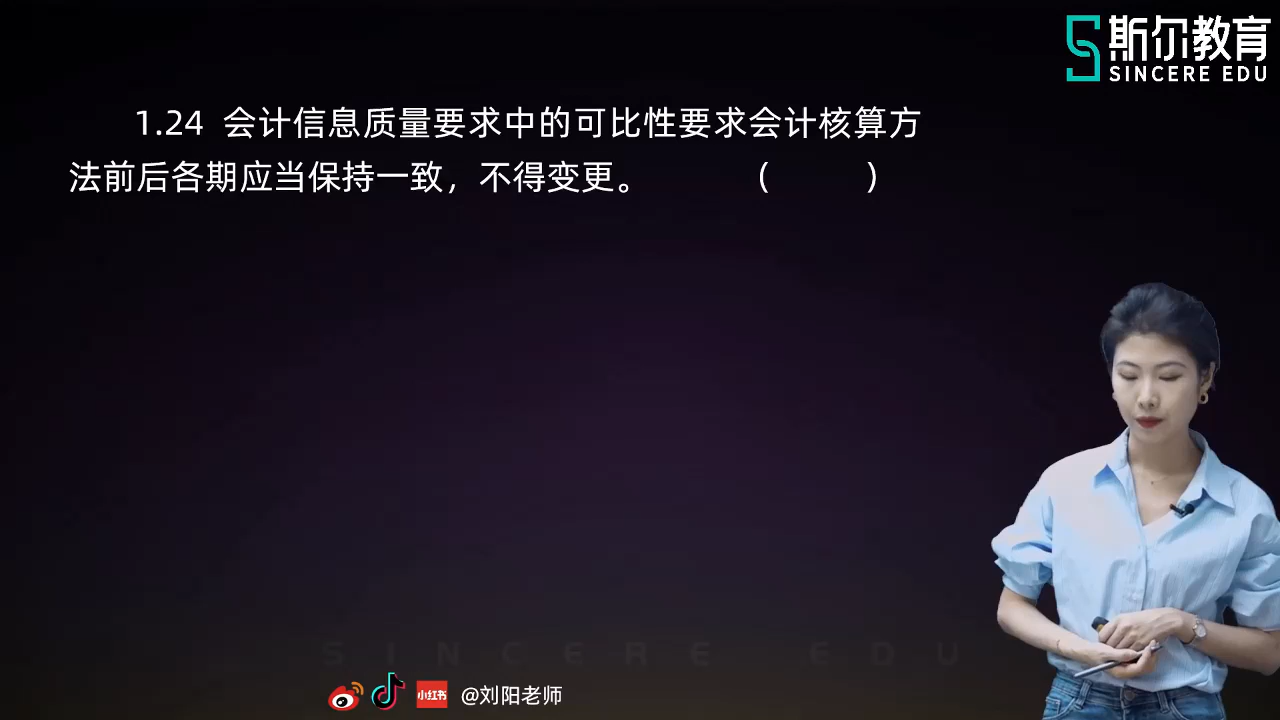 斯尔教育
SINCERE EDU
1.24 会计信息质量要求中的可比性要求会计核算方
法前后各期应当保持一致，不得变更。 （ ）
SINCERE EDU
小红书 @刘阳老师